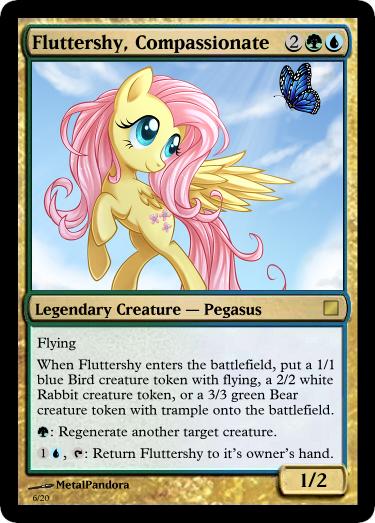 Fluttershy, Compassionate 2
Legendary Creature — Pegasus
Flying
When Fluttershy enters the battlefield, put a 1/1
blue Bird creature token with flying, a 2/2 white
Rabbit creature token, or a 3/3 green Bear
creature token with trample onto the battlefield.
: Regenerate another target creature.
1 , : Return Fluttershy to it's owner's hand.
1/2
MetalPandora
6/20